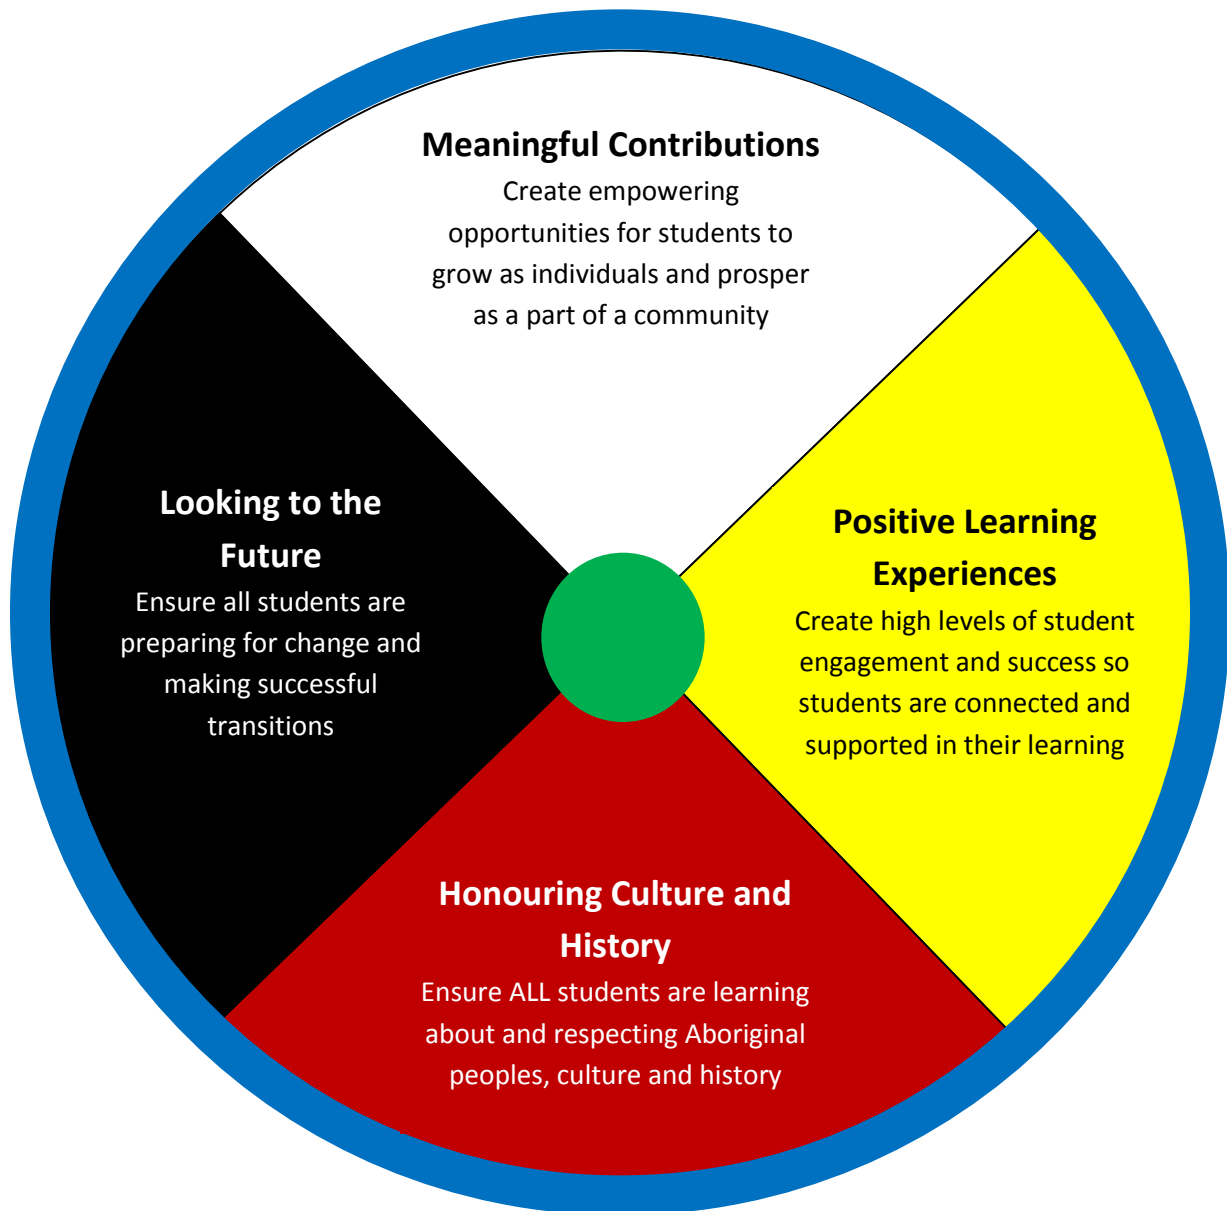 Meaningful Contributions
Create empowering
opportunities for students to
grow as individuals and prosper
as a part of a community
Looking to the
Future
Ensure all students are
preparing for change and
making successful
transitions
Positive Learning
Experiences
Create high levels of student
engagement and success so
students are connected and
supported in their learning
Honouring Culture and
History
Ensure ALL students are learning
about and respecting Aboriginal
peoples, culture and history